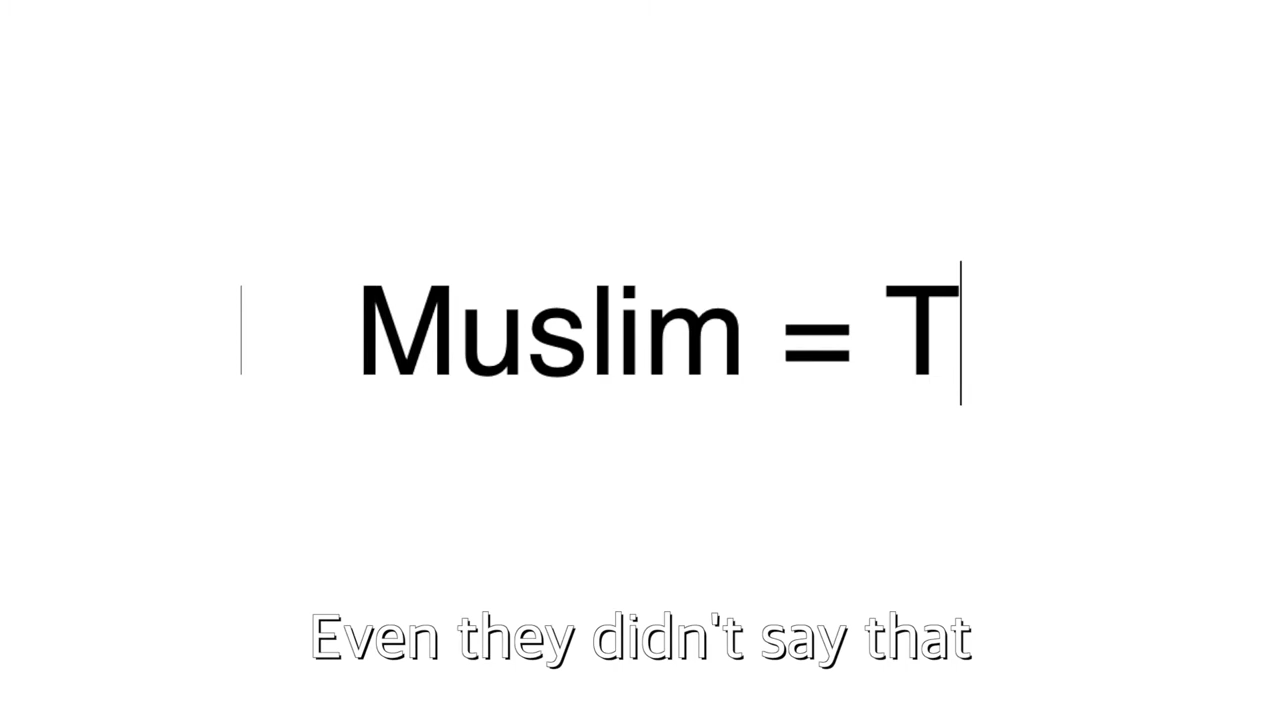 Muslim = T
Even they didn't say that